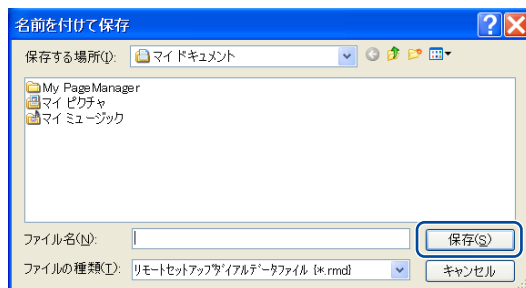 名前を付けて保存
保存する場所(I): マイ ドキュメント
My PageManager
マイ ピクチャ
マイ ミュージック
ファイル名(N): 保存(S)
ファイルの種類(T): リモートセットアップダイアルデータファイル {*.rmd} キャンセル